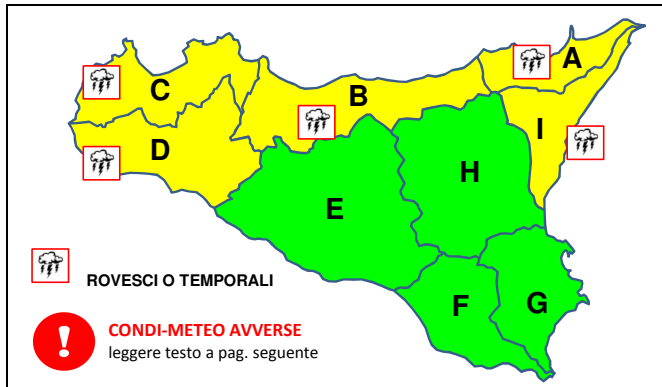 A
C
B
I
D
H
E
F
G
ROVESCI O TEMPORALI
!
CONDI-METEO AVVERSE
leggere testo a pag. seguente